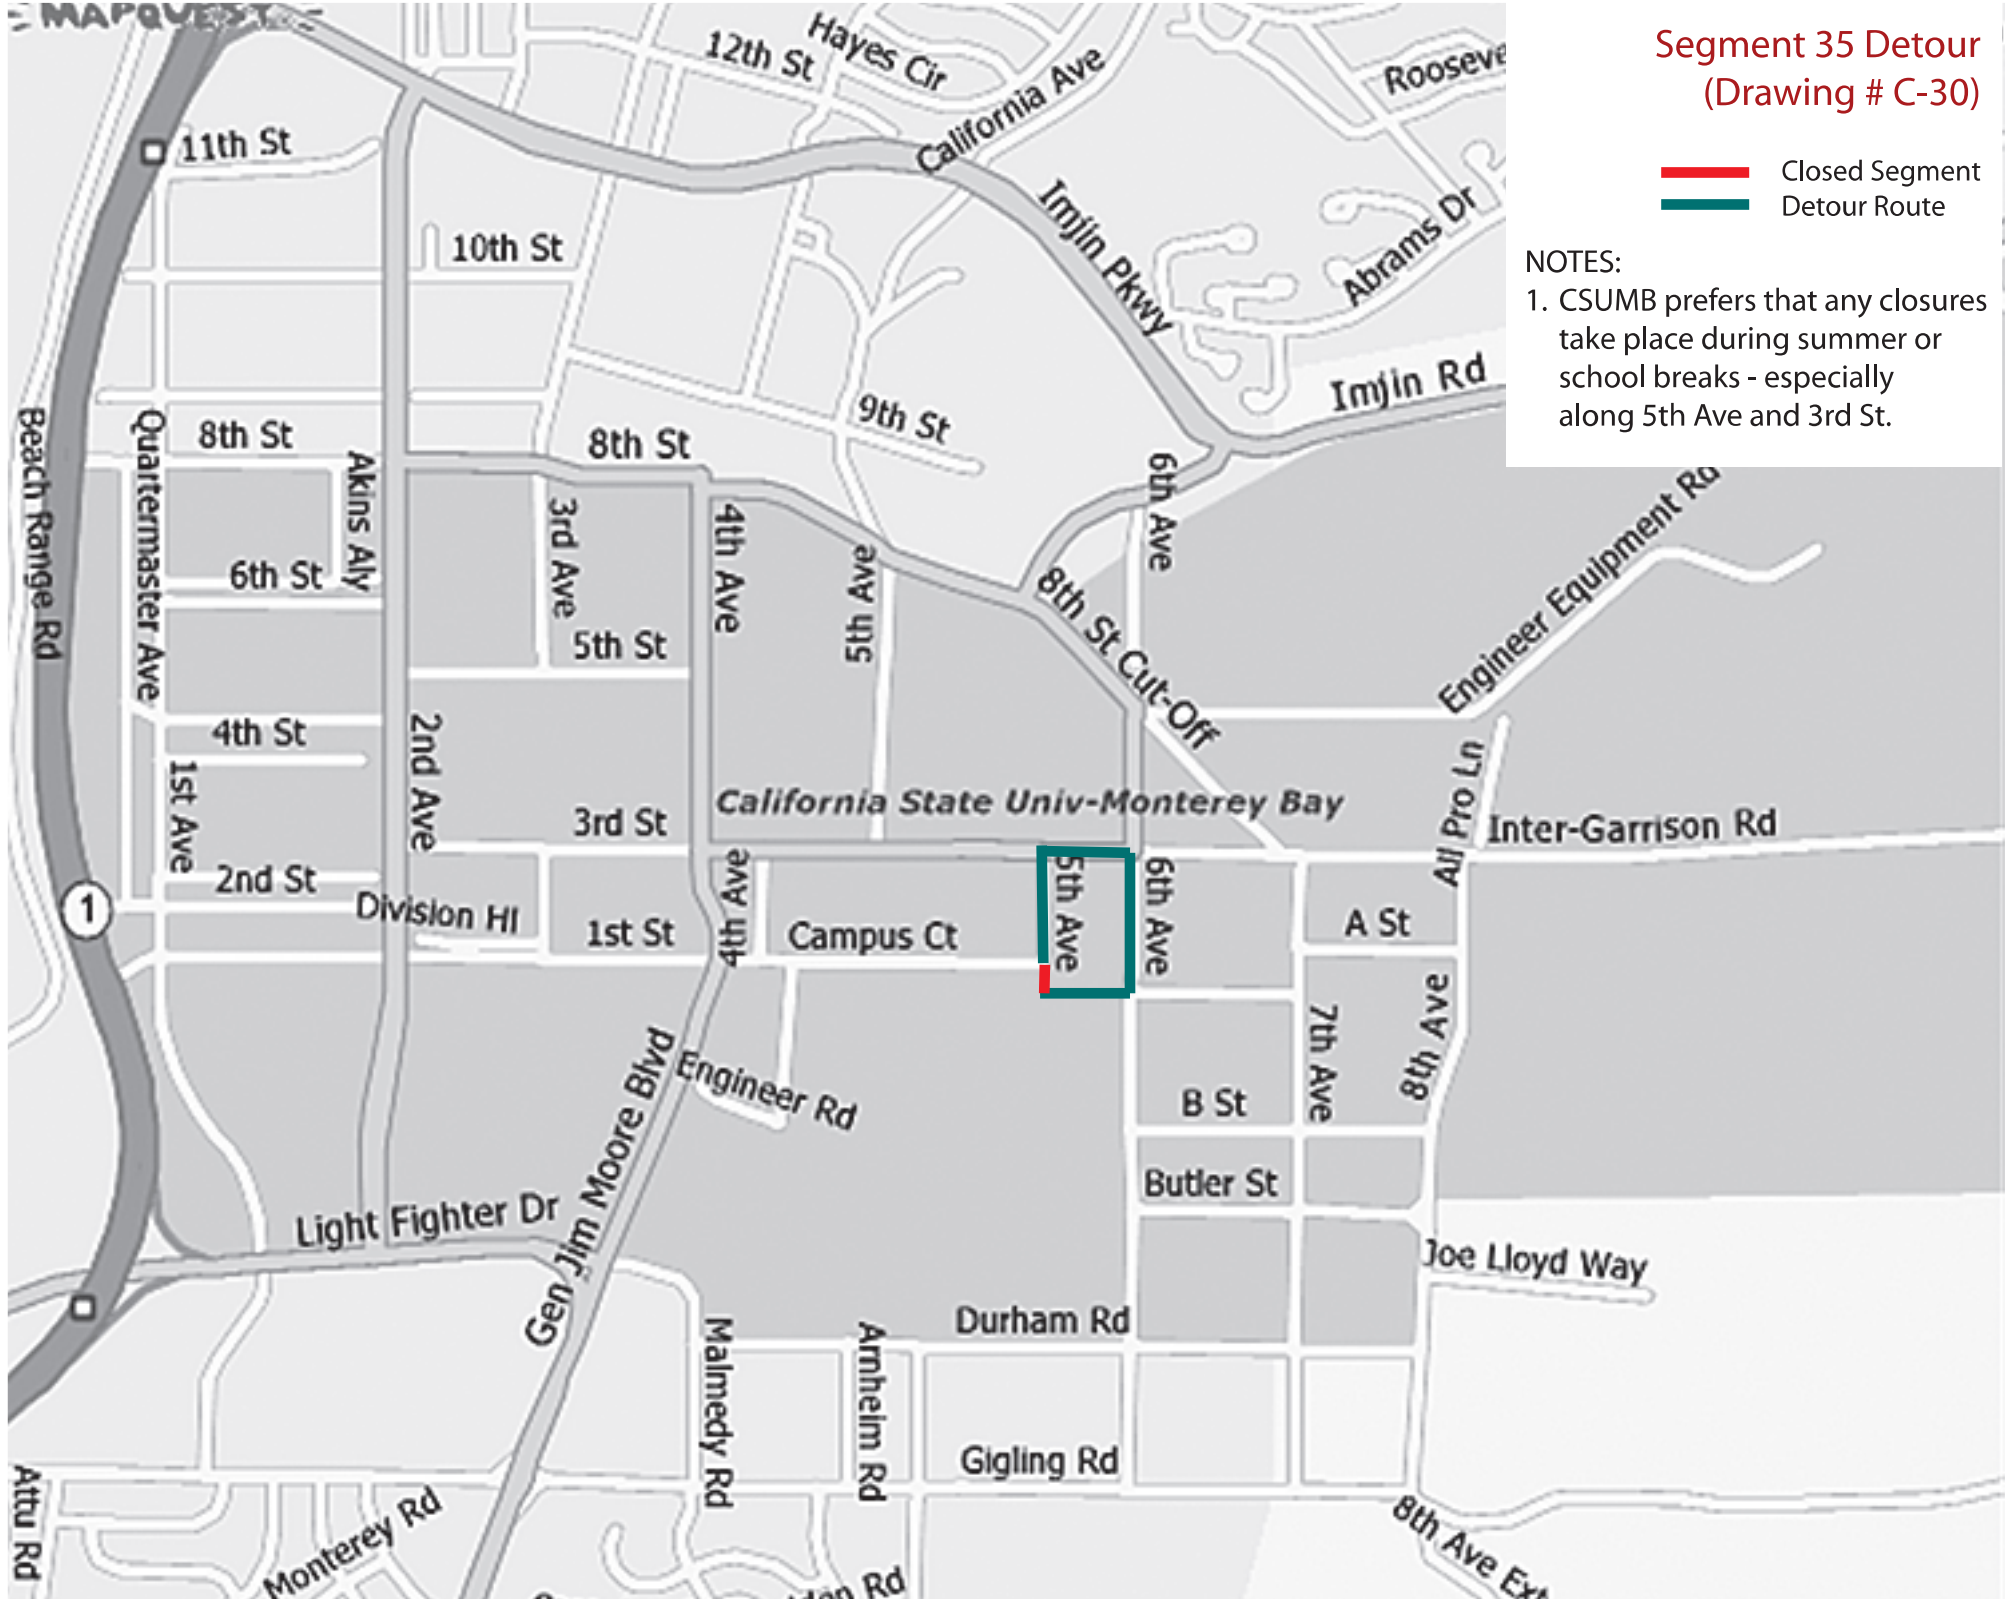 MAPQUEST
Segment 35 Detour
(Drawing # C-30)
Closed Segment
Detour Route
NOTES:
1. CSUMB prefers that any closures
take place during summer or
school breaks - especially
along 5th Ave and 3rd St.
12th St
Hayes Cir
California Ave
11th St
10th St
Imjin Pkwy
Abrams Dr
Imjin Rd
Beach Range Rd
Quartermaster Ave
8th St
Akins Aly
8th St
9th St
6th Ave
3rd Ave
4th Ave
5th Ave
6th St
5th St
8th St Cut-Off
Engineer Equipment Rd
4th St
1st Ave
2nd Ave
3rd St
California State Univ-Monterey Bay
All Pro Ln
Inter-Garrison Rd
2nd St
Division Hl
1st St
4th Ave
Campus Ct
5th Ave
6th Ave
A St
1
7th Ave
8th Ave
Gen Jim Moore Blvd
Engineer Rd
B St
Butler St
Light Fighter Dr
Joe Lloyd Way
Durham Rd
Malmedy Rd
Arnheim Rd
Gigling Rd
Attu Rd
Monterey Rd
8th Ave Ext
Rd